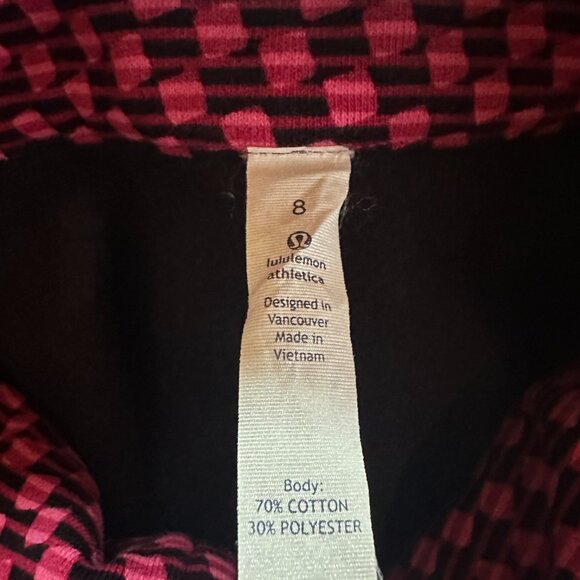 8
lululemon
athletica
Designed in
Vancouver
Made in
Vietnam
Body:
70% COTTON
30% POLYESTER